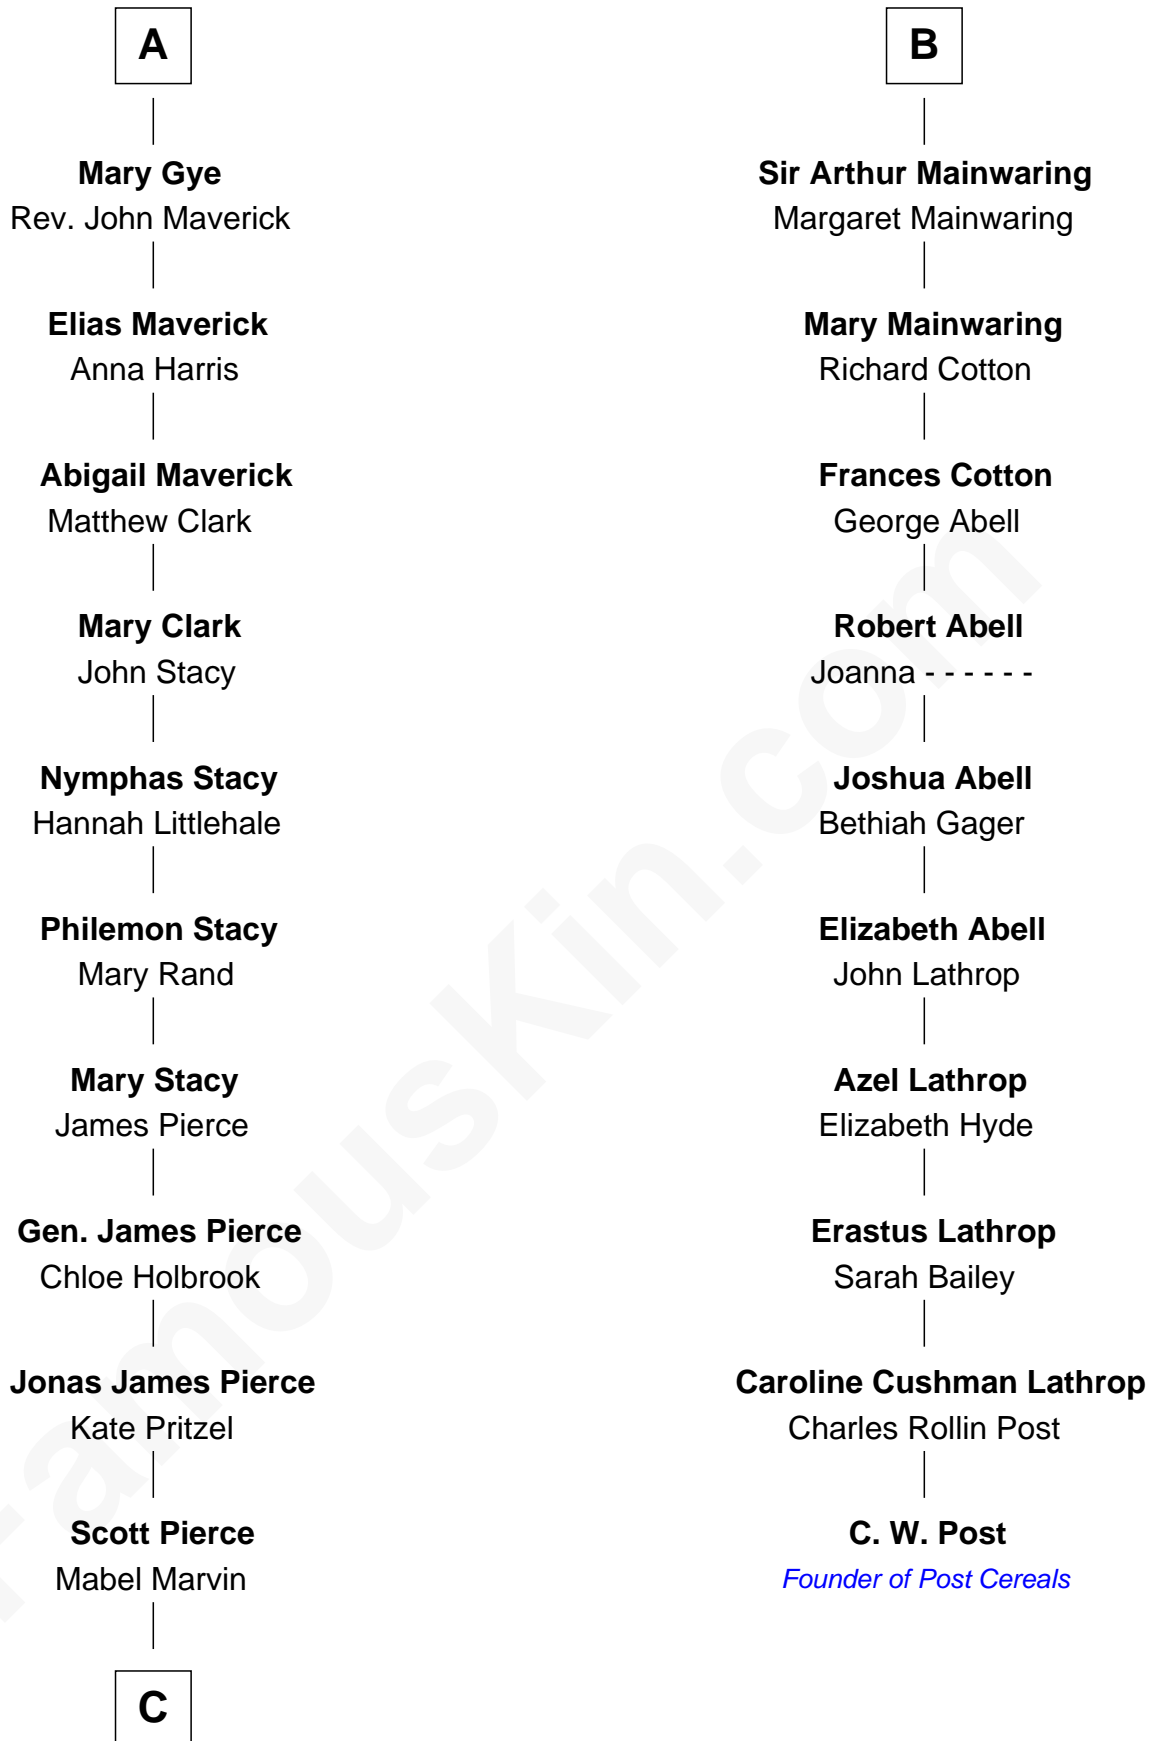 A
Mary Gye
Rev. John Maverick
Elias Maverick
Anna Harris
Abigail Maverick
Matthew Clark
Mary Clark
John Stacy
Nymphas Stacy
Hannah Littlehale
Philemon Stacy
Mary Rand
Mary Stacy
James Pierce
Gen. James Pierce
Chloe Holbrook
Jonas James Pierce
Kate Pritzel
Scott Pierce
Mabel Marvin
C
B
Sir Arthur Mainwaring
Margaret Mainwaring
Mary Mainwaring
Richard Cotton
Frances Cotton
George Abell
Robert Abell
Joanna - - - - - -
Joshua Abell
Bethiah Gager
Elizabeth Abell
John Lathrop
Azel Lathrop
Elizabeth Hyde
Erastus Lathrop
Sarah Bailey
Caroline Cushman Lathrop
Charles Rollin Post
C. W. Post
Founder of Post Cereals
FamousKin.com